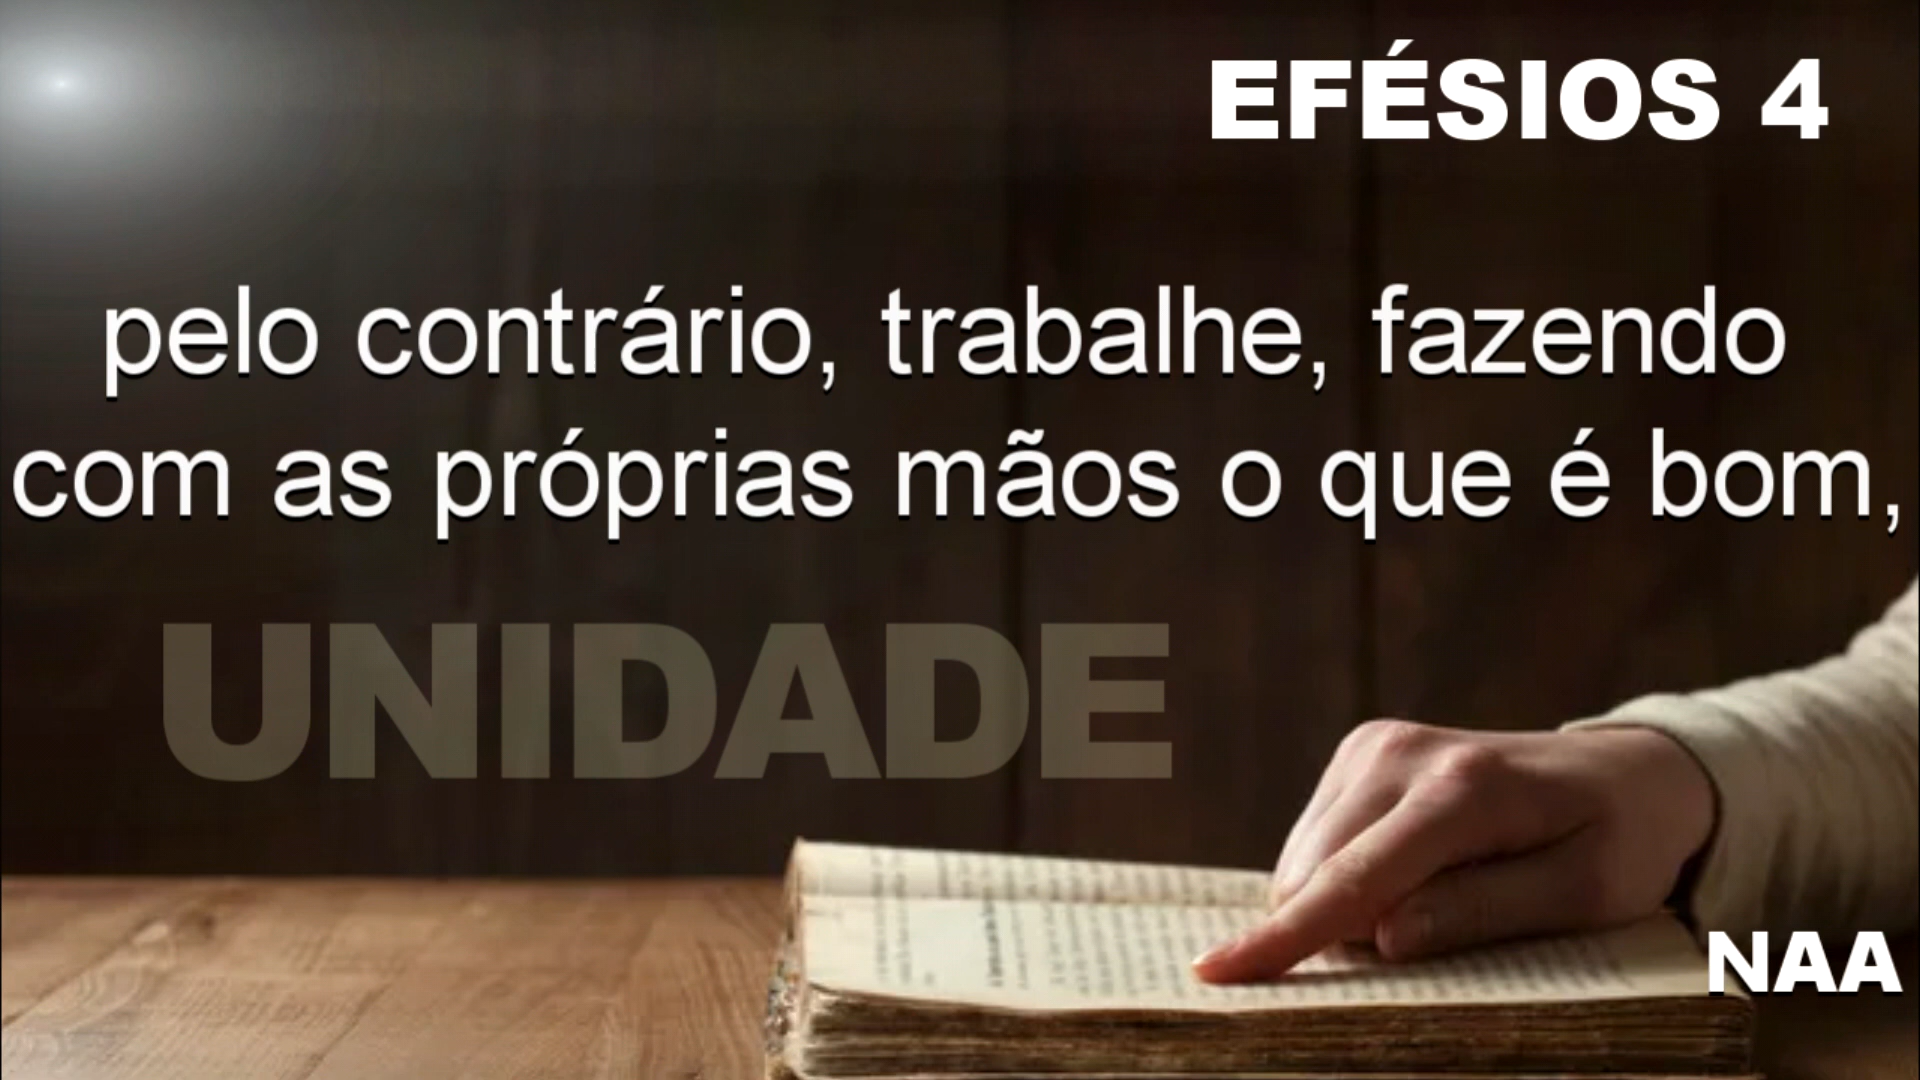 EFÉSIOS 4
pelo contrário, trabalhe, fazendo
com as próprias mãos o que é bom,
UNIDADE
NAA